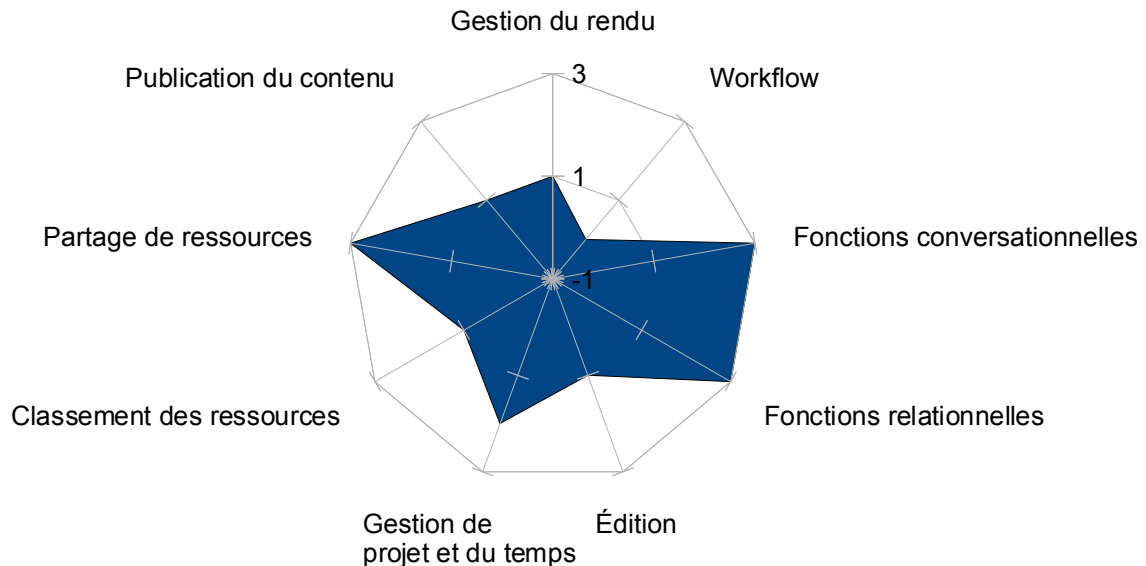 Gestion du rendu
Publication du contenu
3
Workflow
1
Partage de ressources
Fonctions conversationnelles
-1
Classement des ressources
Fonctions relationnelles
Gestion de
projet et du temps
Édition